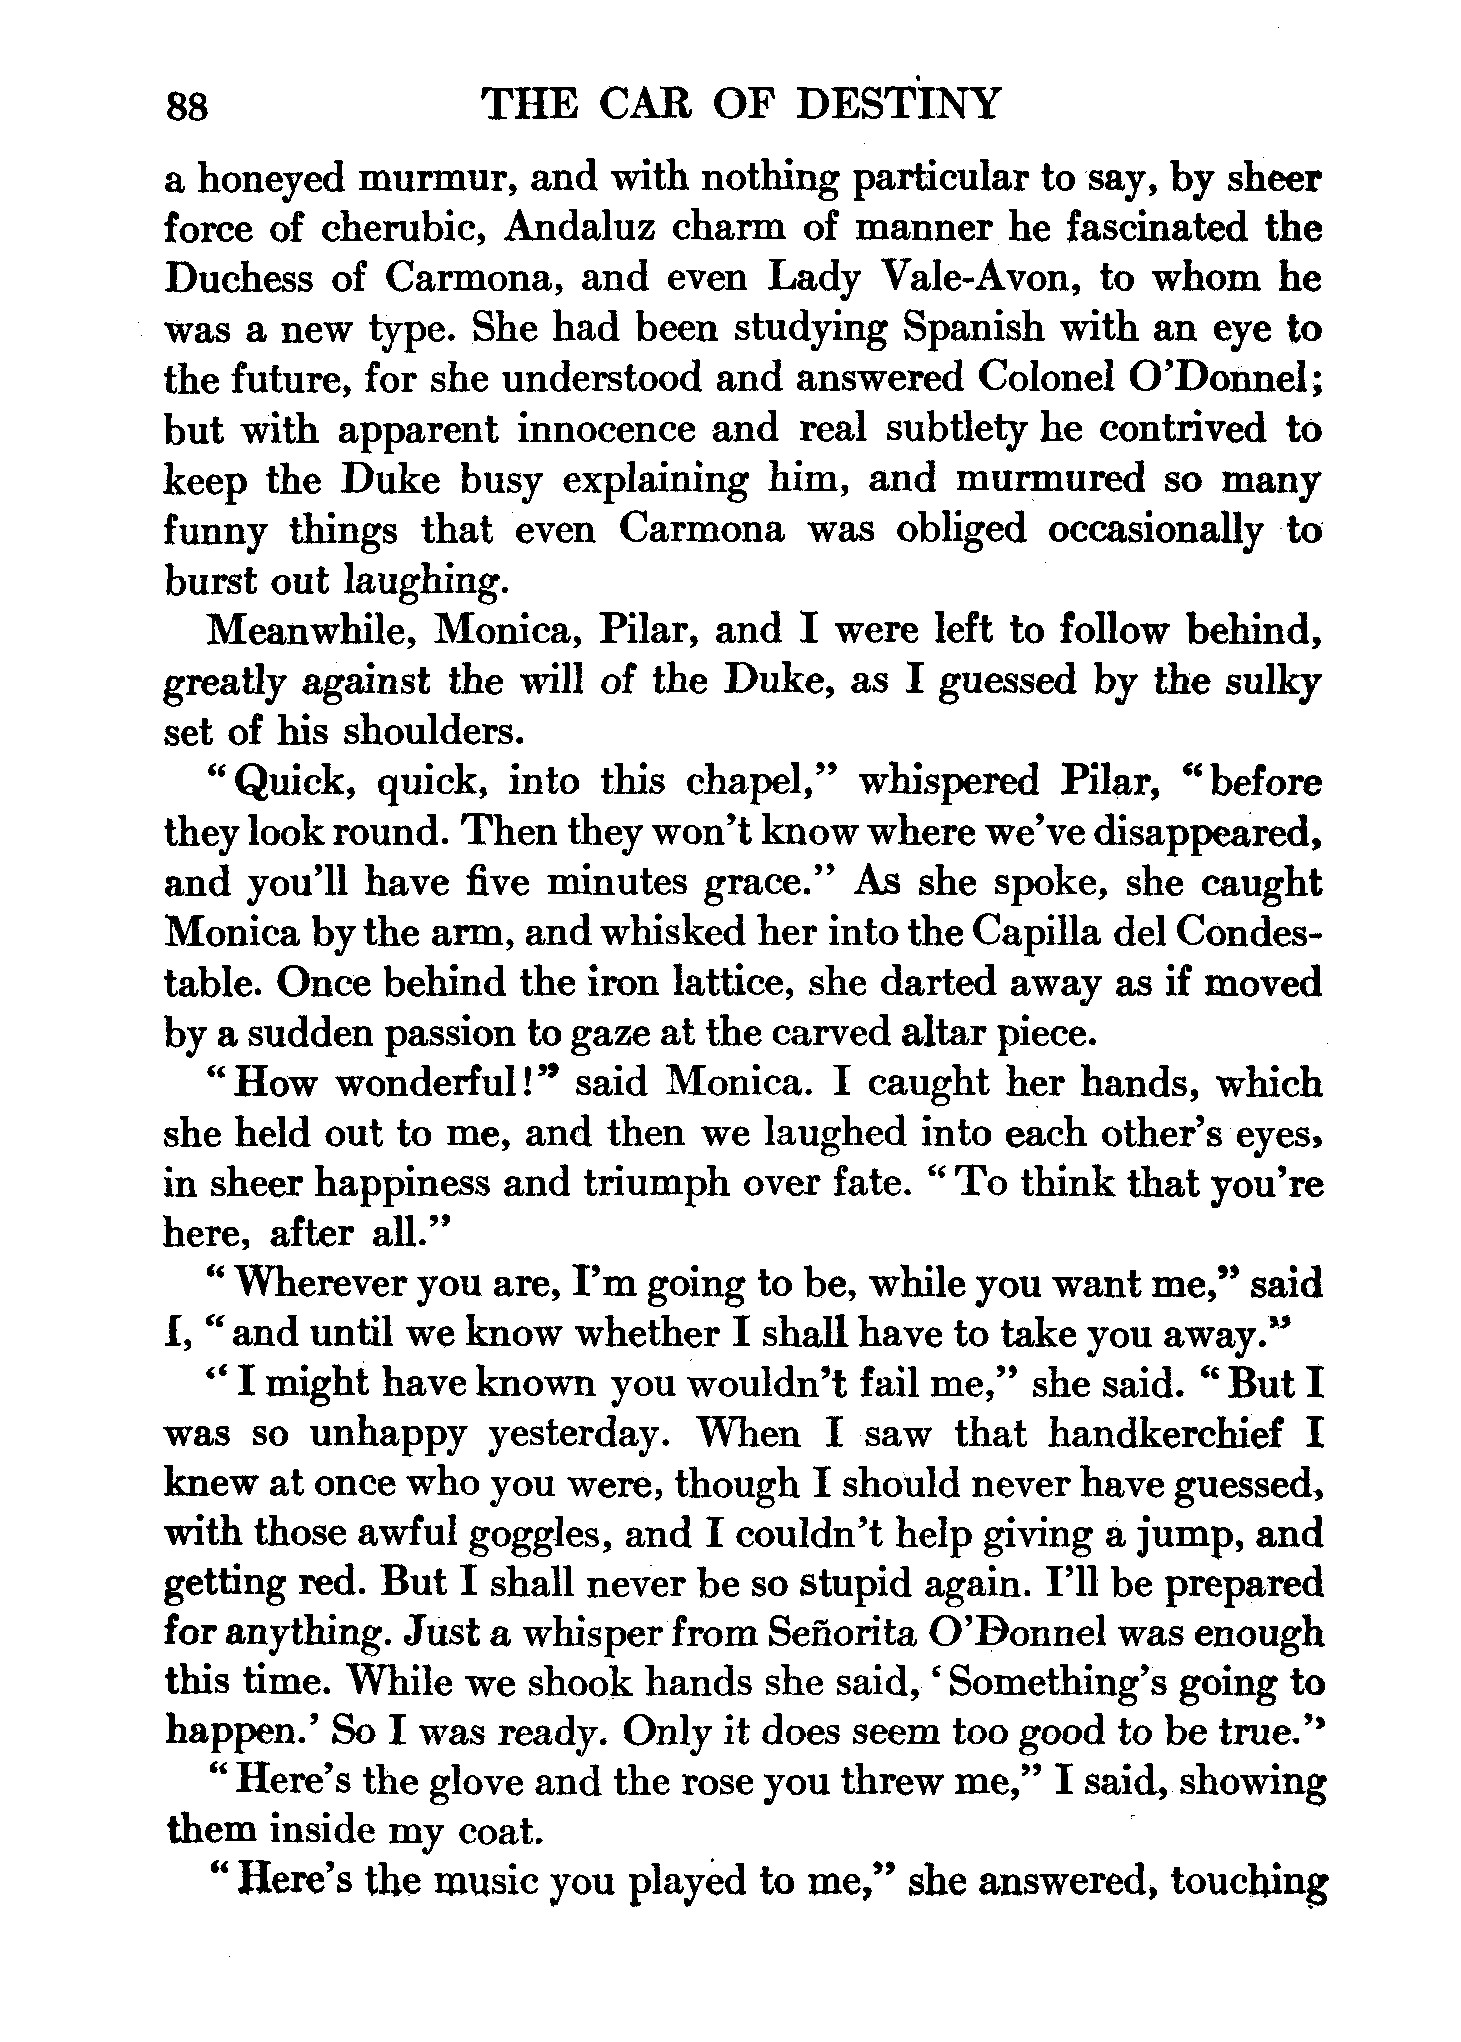 88 THE CAR OF DESTINY
a honeyed murmur, and with nothing particular to say, by sheer
force of cherubic, Andaluz charm of manner he fascinated the
Duchess of Carmona, and even Lady Vale-Avon, to whom he
was a new type. She had been studying Spanish with an eye to
the future, for she understood and answered Colonel O'Donnel;
but with apparent innocence and real subtlety he contrived to
keep the Duke busy explaining him, and murmured so many
funny things that even Carmona was obliged occasionally to
burst out laughing.
Meanwhile, Monica, Pilar, and I were left to follow behind,
greatly against the will of the Duke, as I guessed by the sulky
set of his shoulders.
"Quick, quick, into this chapel," whispered Pilar, "before
they look round. Then they won't know where we've disappeared,
and you'll have five minutes grace." As she spoke, she caught
Monica by the arm, and whisked her into the Capilla del Condes-
table. Once behind the iron lattice, she darted away as if moved
by a sudden passion to gaze at the carved altar piece.
"How wonderful!" said Monica. I caught her hands, which
she held out to me, and then we laughed into each other's eyes,
in sheer happiness and triumph over fate. "To think that you're
here, after all."
"Wherever you are, I'm going to be, while you want me," said
I, "and until we know whether I shall have to take you away."
"I might have known you wouldn't fail me," she said. "But I
was so unhappy yesterday. When I saw that handkerchief I
knew at once who you were, though I should never have guessed,
with those awful goggles, and I couldn't help giving a jump, and
getting red. But I shall never be so stupid again. I'll be prepared
for anything. Just a whisper from Señorita O'Donnel was enough
this time. While we shook hands she said, 'Something's going to
happen.' So I was ready. Only it does seem too good to be true."
"Here's the glove and the rose you threw me," I said, showing
them inside my coat.
"Here's the music you played to me," she answered, touching